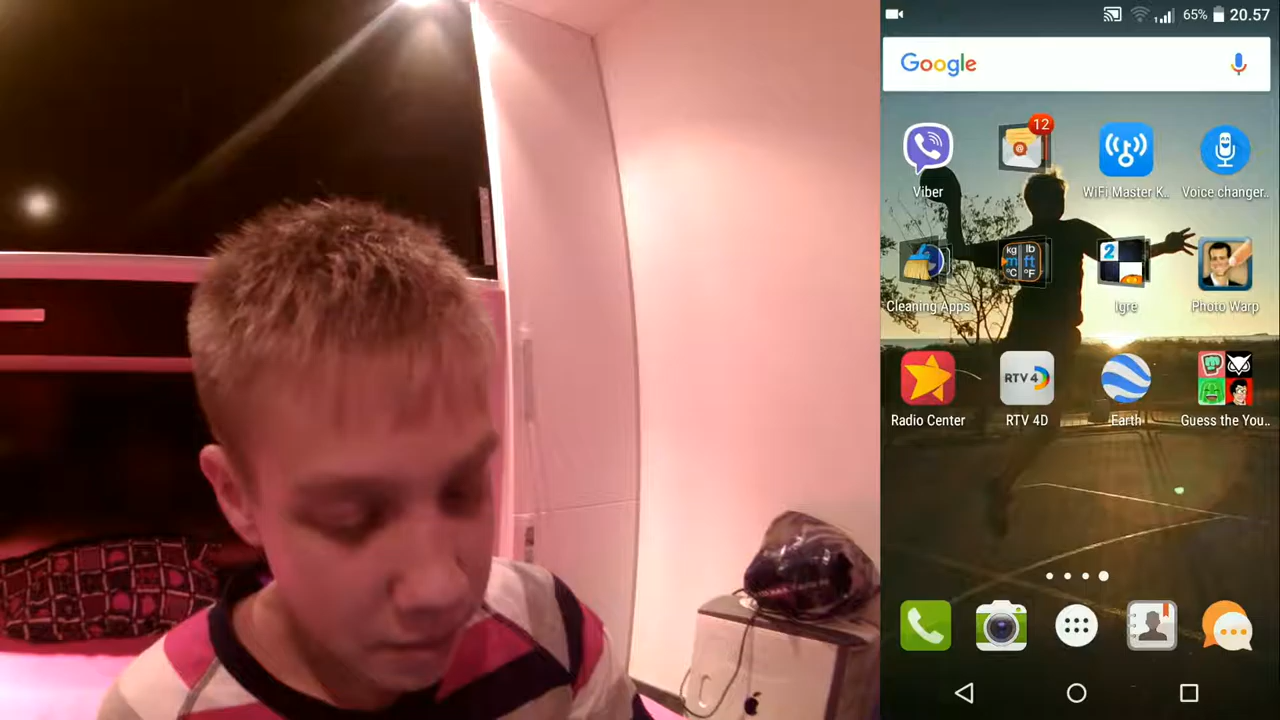 65% 20.57
Google
12
Viber
WIFi Master K..
Voice changer..
kg lb
m ft
°C °F
2
Cleaning Apps
Igre
Photo Warp
RTV 4
Radio Center
RTV 4D
Earth
Guess the You..